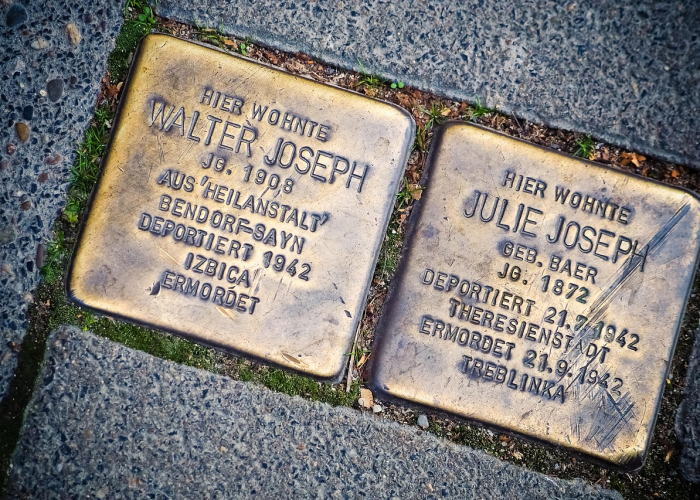 HIER WOHNTE
WALTER JOSEPH
JG. 1908
AUS 'HEILANSTALT'
BENDORF-SAYN
DEPORTIERT 1942
IZBICA
ERMORDET
HIER WOHNTE
JULIE JOSEPH
GEB. BAER
JG. 1872
DEPORTIERT 21.7.1942
THERESIENSTADT
ERMORDET 21.9.1942
TREBLINKA